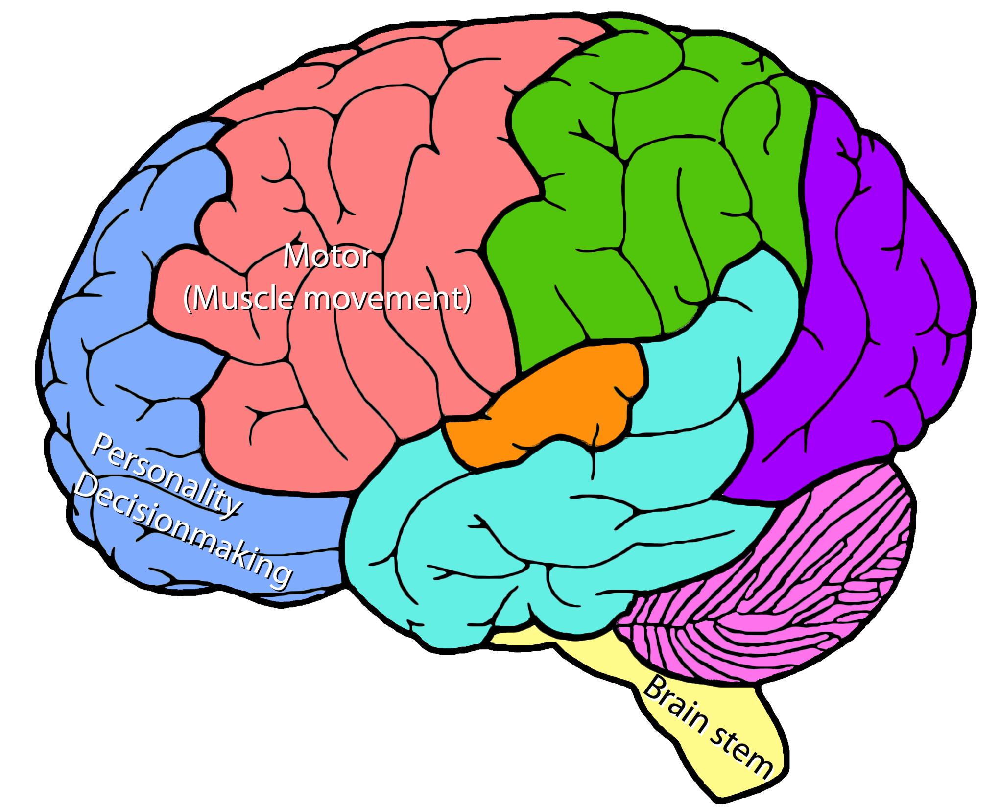 Motor
(Muscle movement)
Personality
Decisionmaking
Brain stem